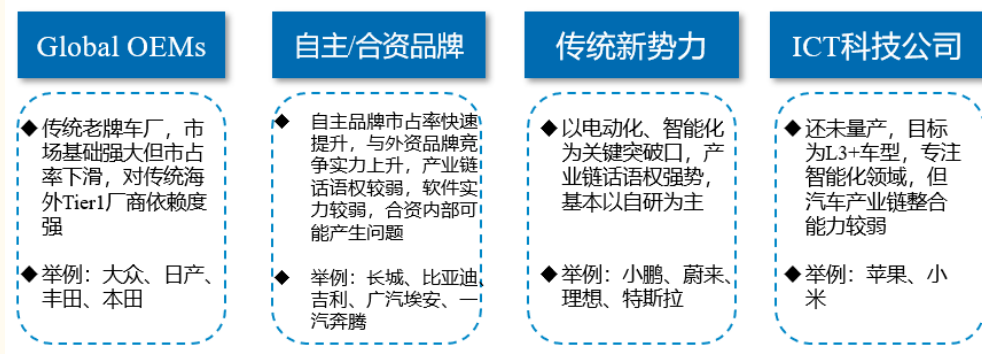 Global OEMs
◆传统老牌车厂，市
场基础强大但市占
率下滑，对传统海
外Tier1厂商依赖度
强
◆举例：大众、日产、
丰田、本田
自主/合资品牌
◆ 自主品牌市占率快速
提升，与外资品牌竞
争实力上升，产业链
话语权较弱，软件实
力较弱，合资内部可
能产生问题
◆ 举例：长城、比亚迪、
吉利、广汽埃安、一
汽奔腾
传统新势力
◆以电动化、智能化
为关键突破口，产
业链话语权强势，
基本以自研为主
◆举例：小鹏、蔚来、
理想、特斯拉
ICT科技公司
◆还未量产，目标
为L3+车型，专注
智能化领域，但
汽车产业链整合
能力较弱
◆举例：苹果、小
米